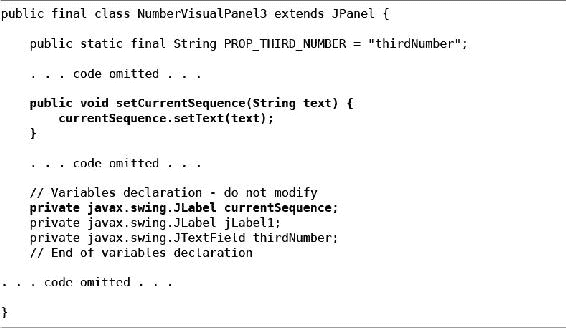 public final class NumberVisualPanel3 extends JPanel {
public static final String PROP_THIRD_NUMBER = "thirdNumber";
. . . code omitted . . .
public void setCurrentSequence(String text) {
currentSequence.setText(text);
}
. . . code omitted . . .
// Variables declaration - do not modify
private javax.swing.JLabel currentSequence;
private javax.swing.JLabel jLabel1;
private javax.swing.JTextField thirdNumber;
// End of variables declaration
. . . code omitted . . .
}